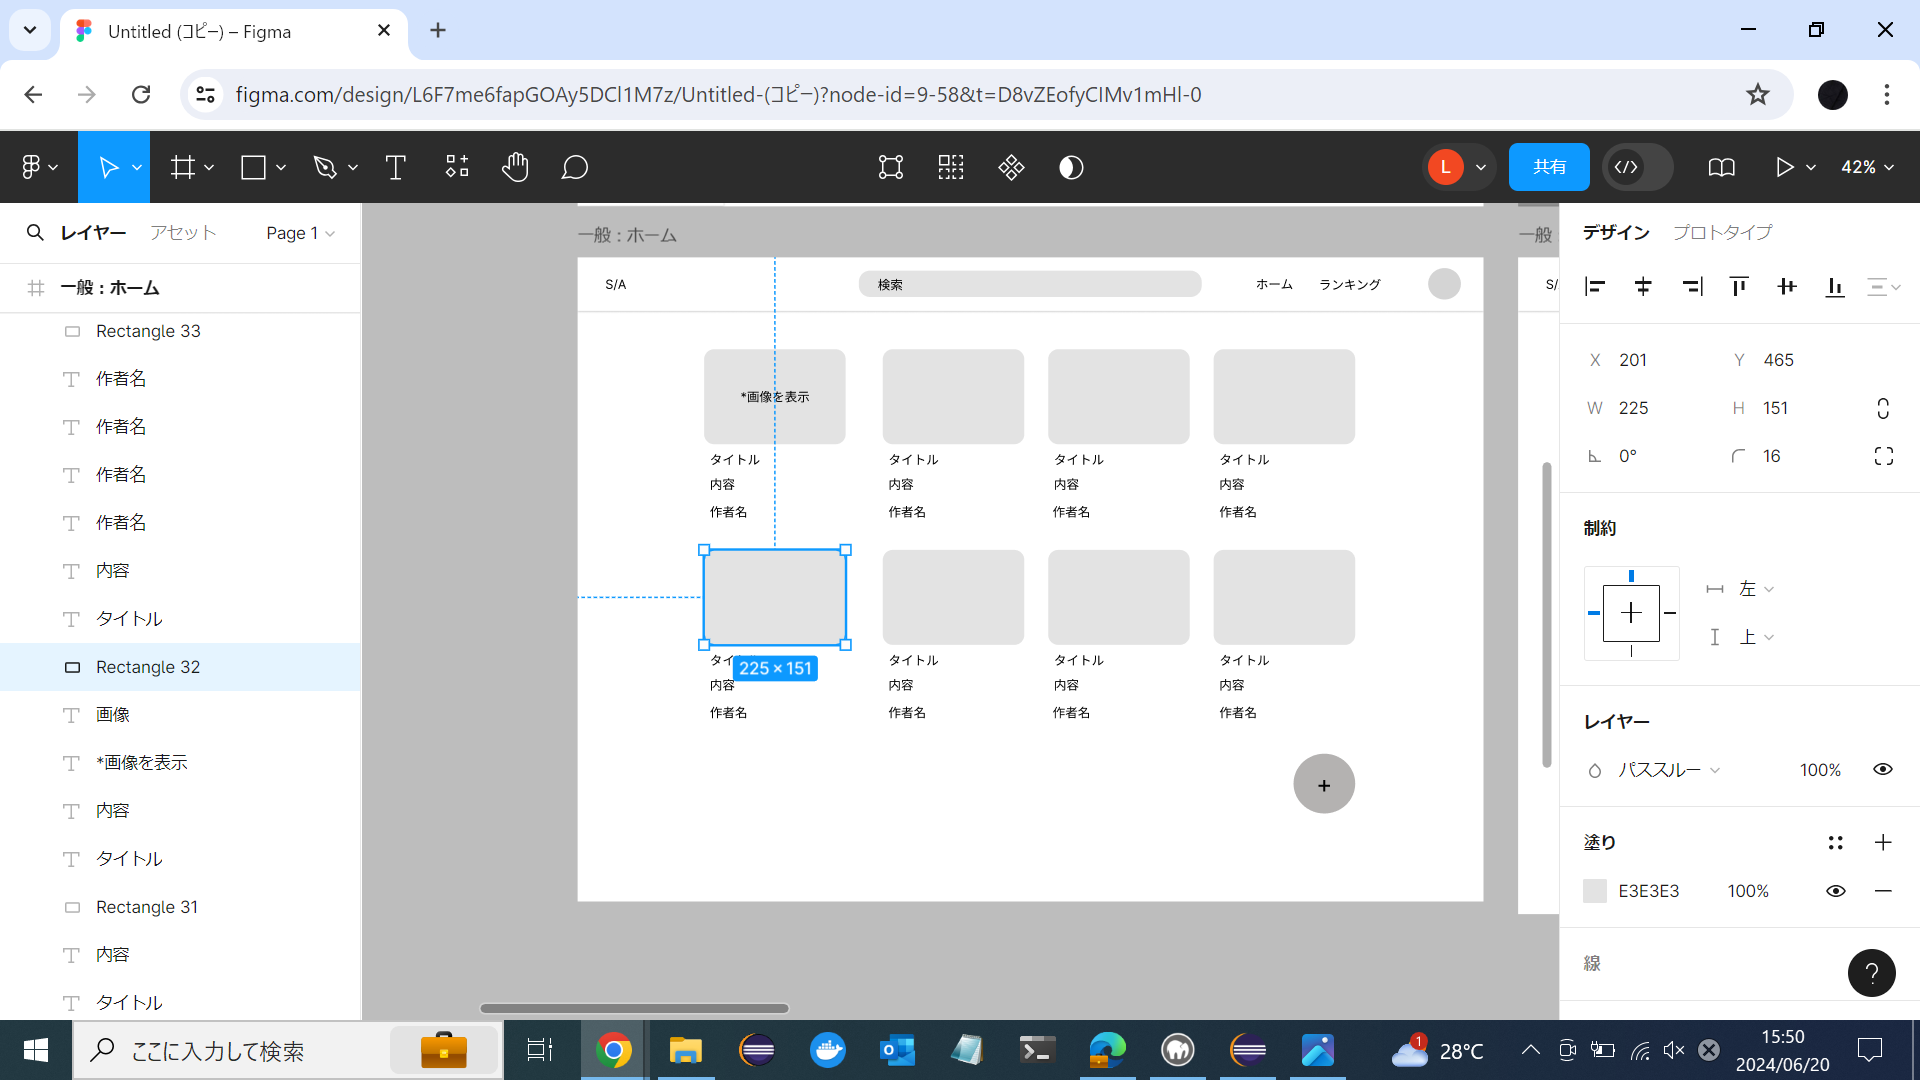 Untitled (コピー) – Figma
figma.com/design/L6F7me6fapGOAy5DCl1M7z/Untitled-(コピー)?node-id=9-58&t=D8vZEofyCIMv1mHl-0
L
共有
42%
レイヤー
アセット
Page 1
一般：ホーム
Rectangle 33
作者名
作者名
作者名
作者名
内容
タイトル
Rectangle 32
画像
*画像を表示
内容
タイトル
Rectangle 31
内容
タイトル
一般：ホーム
S/A
検索
ホーム
ランキング
*画像を表示
タイトル
タイトル
タイトル
タイトル
内容
内容
内容
内容
作者名
作者名
作者名
作者名
タイ
タイトル
タイトル
タイトル
225 × 151
内容
内容
内容
内容
作者名
作者名
作者名
作者名
+
一般
S/
デザイン
プロトタイプ
X 201
Y 465
W 225
H 151
0°
16
制約
左
上
レイヤー
パススルー
100%
塗り
E3E3E3
100%
線
?
ここに入力して検索
1
28°C
15:50
2024/06/20